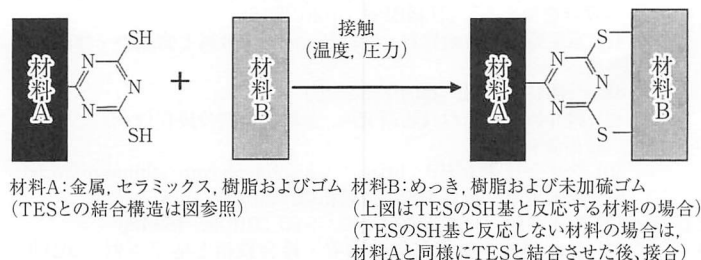 接触
(温度, 圧力)
材料A
SH
N
N
N
SH
+
材料B
材料A
S
N
N
N
S
材料B
材料A:金属, セラミックス, 樹脂およびゴム
(TESとの結合構造は図参照)
材料B:めっき, 樹脂および未加硫ゴム
(上図はTESのSH基と反応する材料の場合)
(TESのSH基と反応しない材料の場合は,
材料Aと同様にTESと結合させた後、接合)